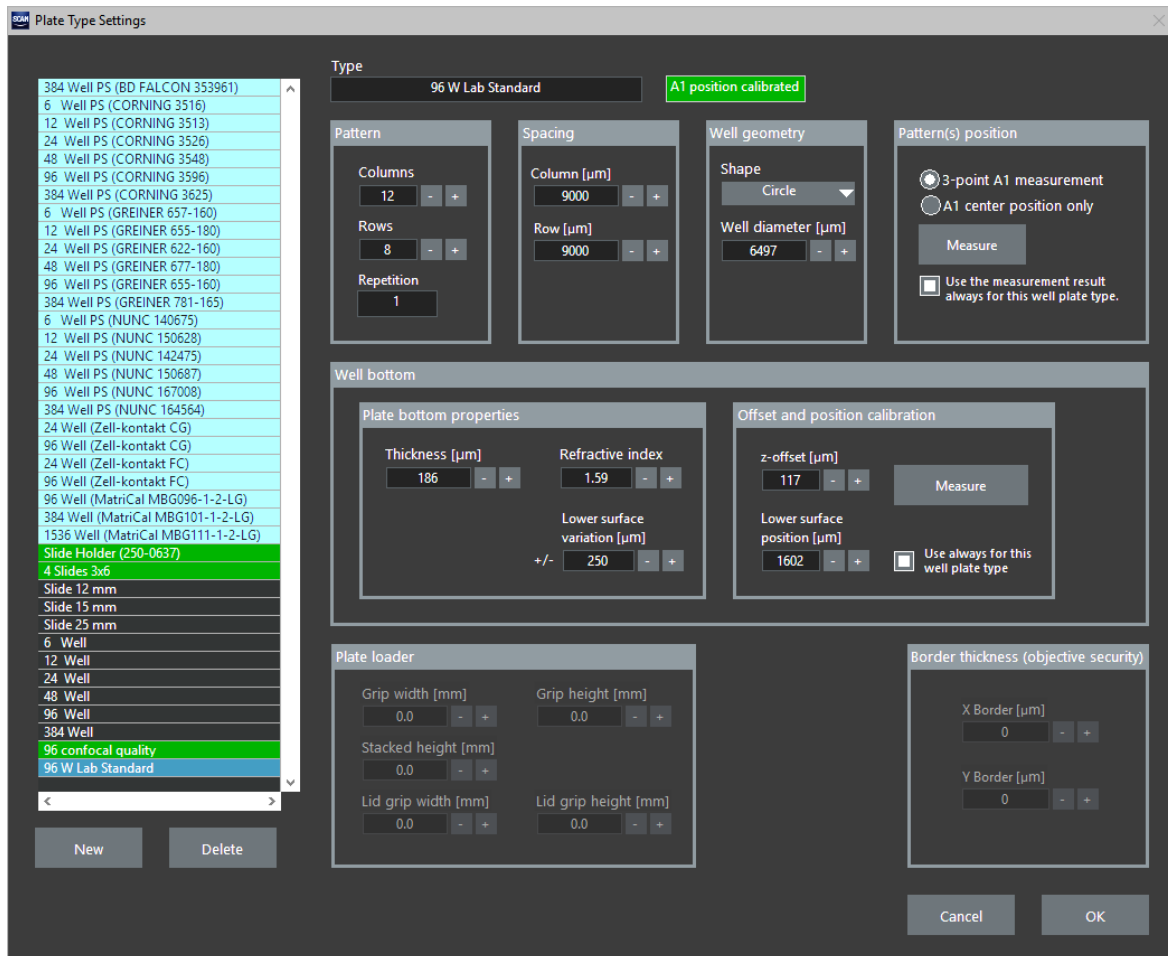 SCAN
Plate Type Settings
384 Well PS (BD FALCON 353961)
6 Well PS (CORNING 3516)
12 Well PS (CORNING 3513)
24 Well PS (CORNING 3526)
48 Well PS (CORNING 3548)
96 Well PS (CORNING 3596)
384 Well PS (CORNING 3625)
6 Well PS (GREINER 657-160)
12 Well PS (GREINER 655-180)
24 Well PS (GREINER 622-160)
48 Well PS (GREINER 677-180)
96 Well PS (GREINER 655-160)
384 Well PS (GREINER 781-165)
6 Well PS (NUNC 140675)
12 Well PS (NUNC 150628)
24 Well PS (NUNC 142475)
48 Well PS (NUNC 150687)
96 Well PS (NUNC 167008)
384 Well PS (NUNC 164564)
24 Well (Zell-kontakt CG)
96 Well (Zell-kontakt CG)
24 Well (Zell-kontakt FC)
96 Well (Zell-kontakt FC)
96 Well (MatriCal MBG096-1-2-LG)
384 Well (MatriCal MBG101-1-2-LG)
1536 Well (MatriCal MBG111-1-2-LG)
Slide Holder (250-0637)
4 Slides 3x6
Slide 12 mm
Slide 15 mm
Slide 25 mm
6 Well
12 Well
24 Well
48 Well
96 Well
384 Well
96 confocal quality
96 W Lab Standard
New
Delete
Type
96 W Lab Standard
A1 position calibrated
Pattern
Columns
12 - +
Rows
8 - +
Repetition
1
Spacing
Column [µm]
9000 - +
Row [µm]
9000 - +
Well geometry
Shape
Circle
Well diameter [µm]
6497 - +
Pattern(s) position
3-point A1 measurement
A1 center position only
Measure
Use the measurement result
always for this well plate type.
Well bottom
Plate bottom properties
Thickness [µm]
186 - +
Refractive index
1.59 - +
Lower surface
variation [µm]
+/- 250 - +
Offset and position calibration
z-offset [µm]
117 - +
Measure
Lower surface
position [µm]
1602 - +
Use always for this
well plate type
Plate loader
Grip width [mm]
0.0 - +
Grip height [mm]
0.0 - +
Stacked height [mm]
0.0 - +
Lid grip width [mm]
0.0 - +
Lid grip height [mm]
0.0 - +
Border thickness (objective security)
X Border [µm]
0 - +
Y Border [µm]
0 - +
Cancel
OK